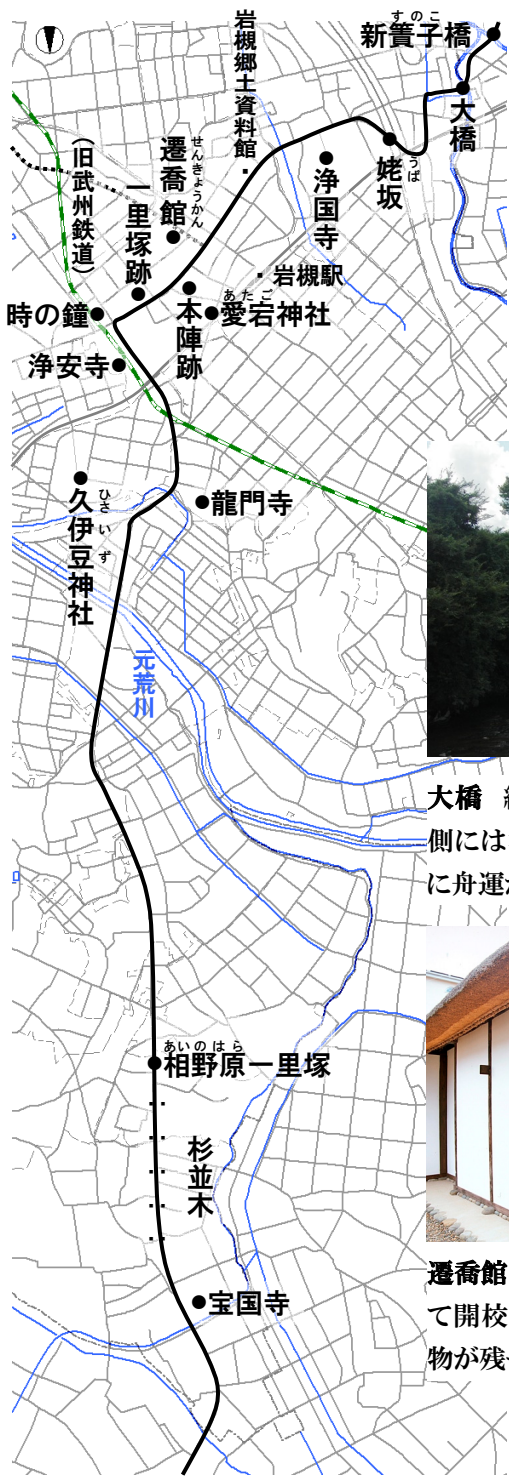 すのこ
新簀子橋
大橋
うば
姥坂
浄国寺
岩槻郷土資料館
せんきょうかん
遷喬館
一里塚跡
(旧武州鉄道)
岩槻駅
あたご
愛宕神社
本陣跡
時の鐘
浄安寺
ひさいず
久伊豆神社
龍門寺
元荒川
大橋
側には
に舟運
あいのはら
相野原一里塚
杉並木
宝国寺
遷喬館
て開校
物が残